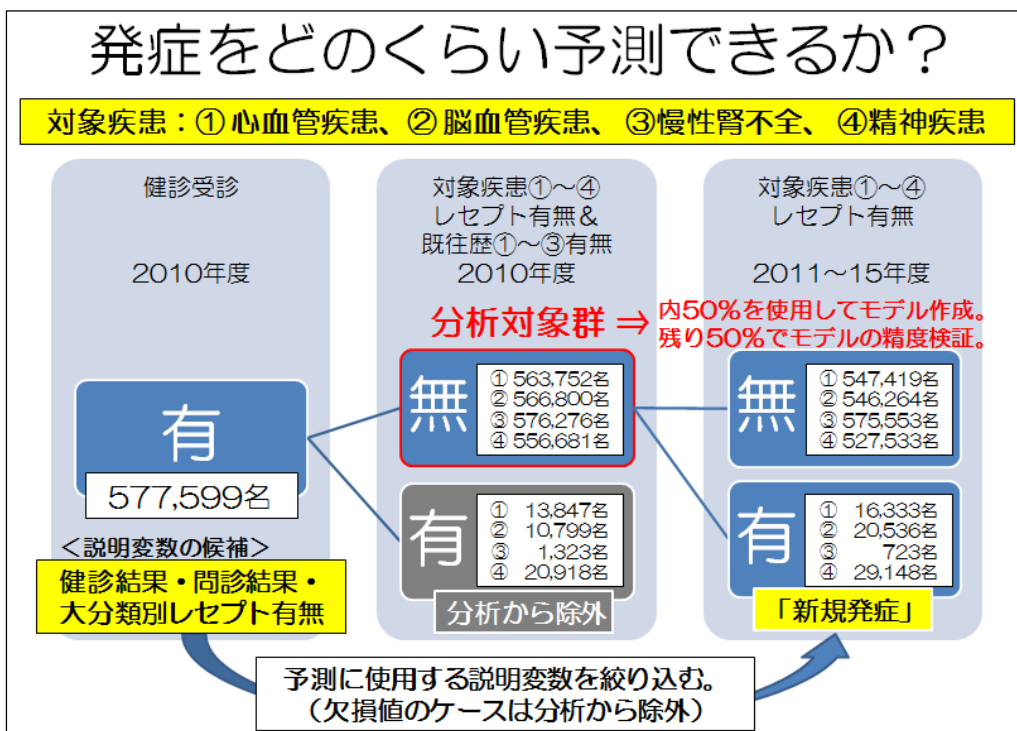 発症をどのくらい予測できるか？
対象疾患：①心血管疾患、②脳血管疾患、③慢性腎不全、④精神疾患
健診受診
2010年度
有
577,599名
＜説明変数の候補＞
健診結果・問診結果・
大分類別レセプト有無
対象疾患①～④
レセプト有無＆
既往歴①～③有無
2010年度
分析対象群 ⇒
内50%を使用してモデル作成。
残り50%でモデルの精度検証。
無
① 563,752名
② 566,800名
③ 576,276名
④ 556,681名
有
① 13,847名
② 10,799名
③ 1,323名
④ 20,918名
分析から除外
対象疾患①～④
レセプト有無
2011～15年度
無
① 547,419名
② 546,264名
③ 575,553名
④ 527,533名
有
① 16,333名
② 20,536名
③ 723名
④ 29,148名
「新規発症」
予測に使用する説明変数を絞り込む。
（欠損値のケースは分析から除外）